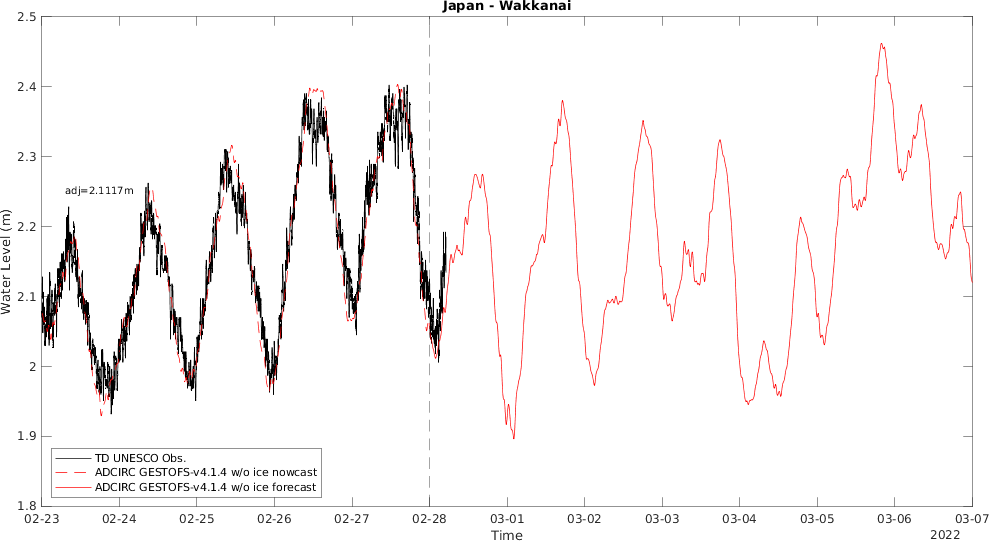 Japan - Wakkanai
2.5
2.4
2.3
2.2
2.1
2
1.9
1.8
Water Level (m)
adj=2.1117m
TD UNESCO Obs.
ADCIRC GESTOFS-v4.1.4 w/o ice nowcast
ADCIRC GESTOFS-v4.1.4 w/o ice forecast
02-23 02-24 02-25 02-26 02-27 02-28 03-01 03-02 03-03 03-04 03-05 03-06 03-07
Time
2022